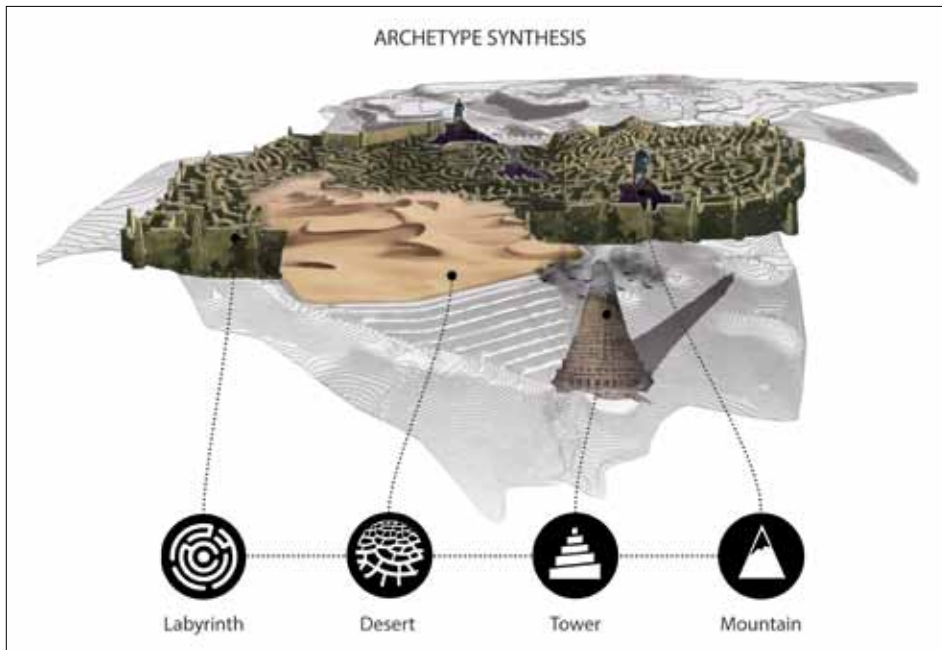 ARCHETYPE SYNTHESIS
Labyrinth
Desert
Tower
Mountain